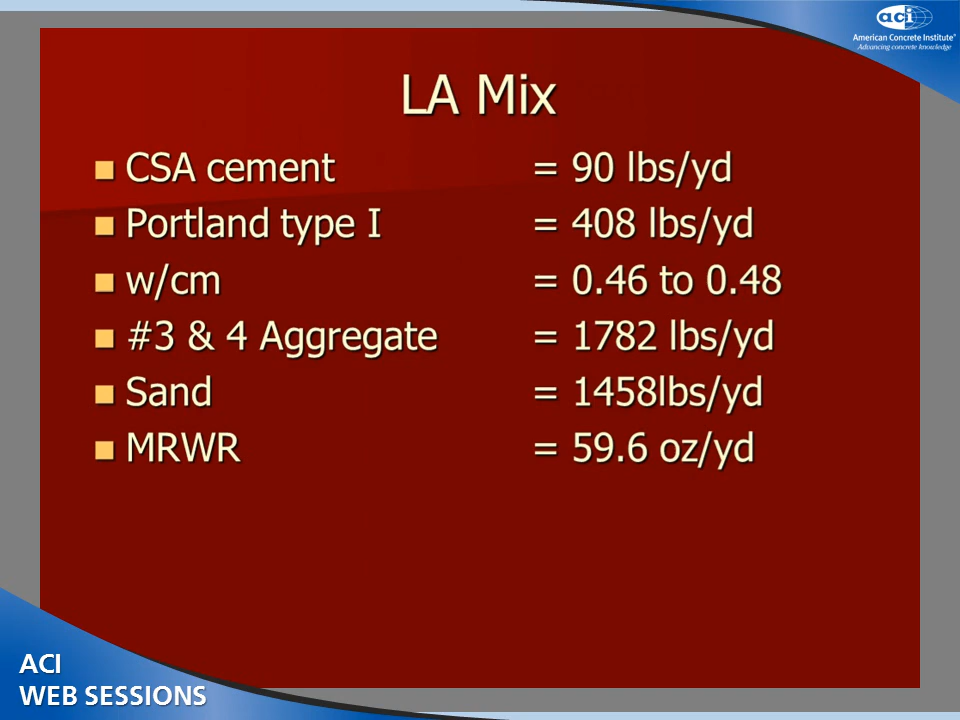 aci
American Concrete Institute®
Advancing concrete knowledge
LA Mix
CSA cement = 90 lbs/yd
Portland type I = 408 lbs/yd
w/cm = 0.46 to 0.48
#3 & 4 Aggregate = 1782 lbs/yd
Sand = 1458lbs/yd
MRWR = 59.6 oz/yd
ACI
WEB SESSIONS